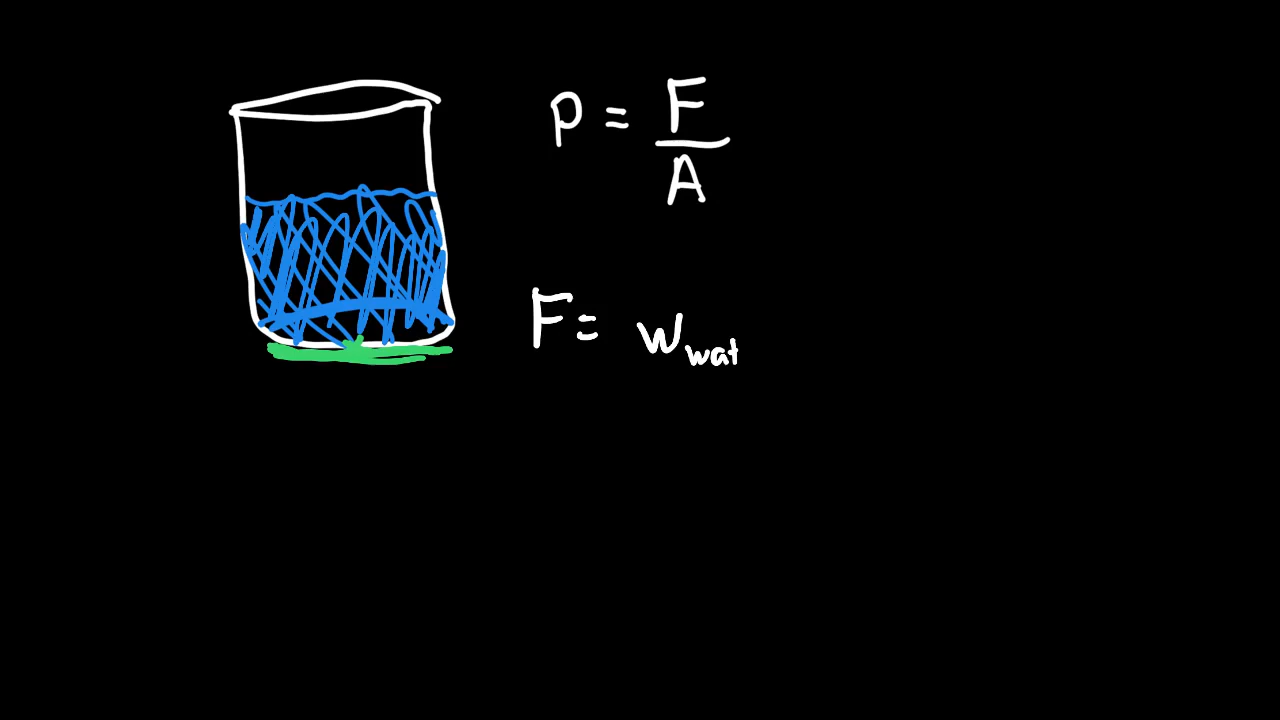 P = F/A
F = w_wat